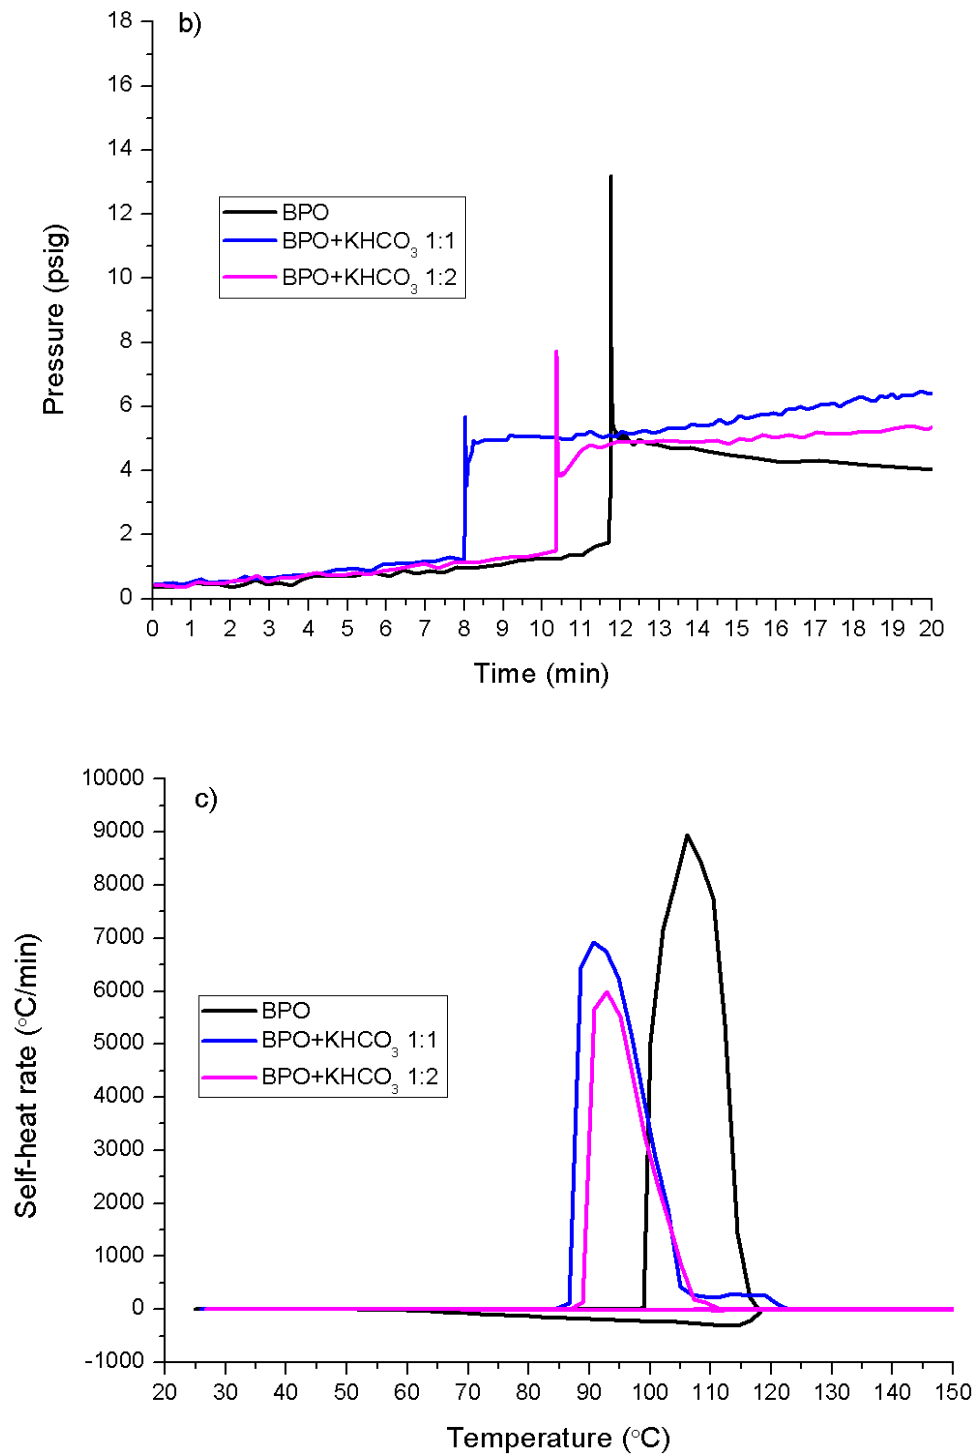 b)
18
16
14
12
10
8
6
4
2
0
Pressure (psig)
BPO
BPO+KHCO₃ 1:1
BPO+KHCO₃ 1:2
0 1 2 3 4 5 6 7 8 9 10 11 12 13 14 15 16 17 18 19 20
Time (min)
c)
10000
9000
8000
7000
6000
5000
4000
3000
2000
1000
0
-1000
Self-heat rate (°C/min)
BPO
BPO+KHCO₃ 1:1
BPO+KHCO₃ 1:2
20 30 40 50 60 70 80 90 100 110 120 130 140 150
Temperature (°C)